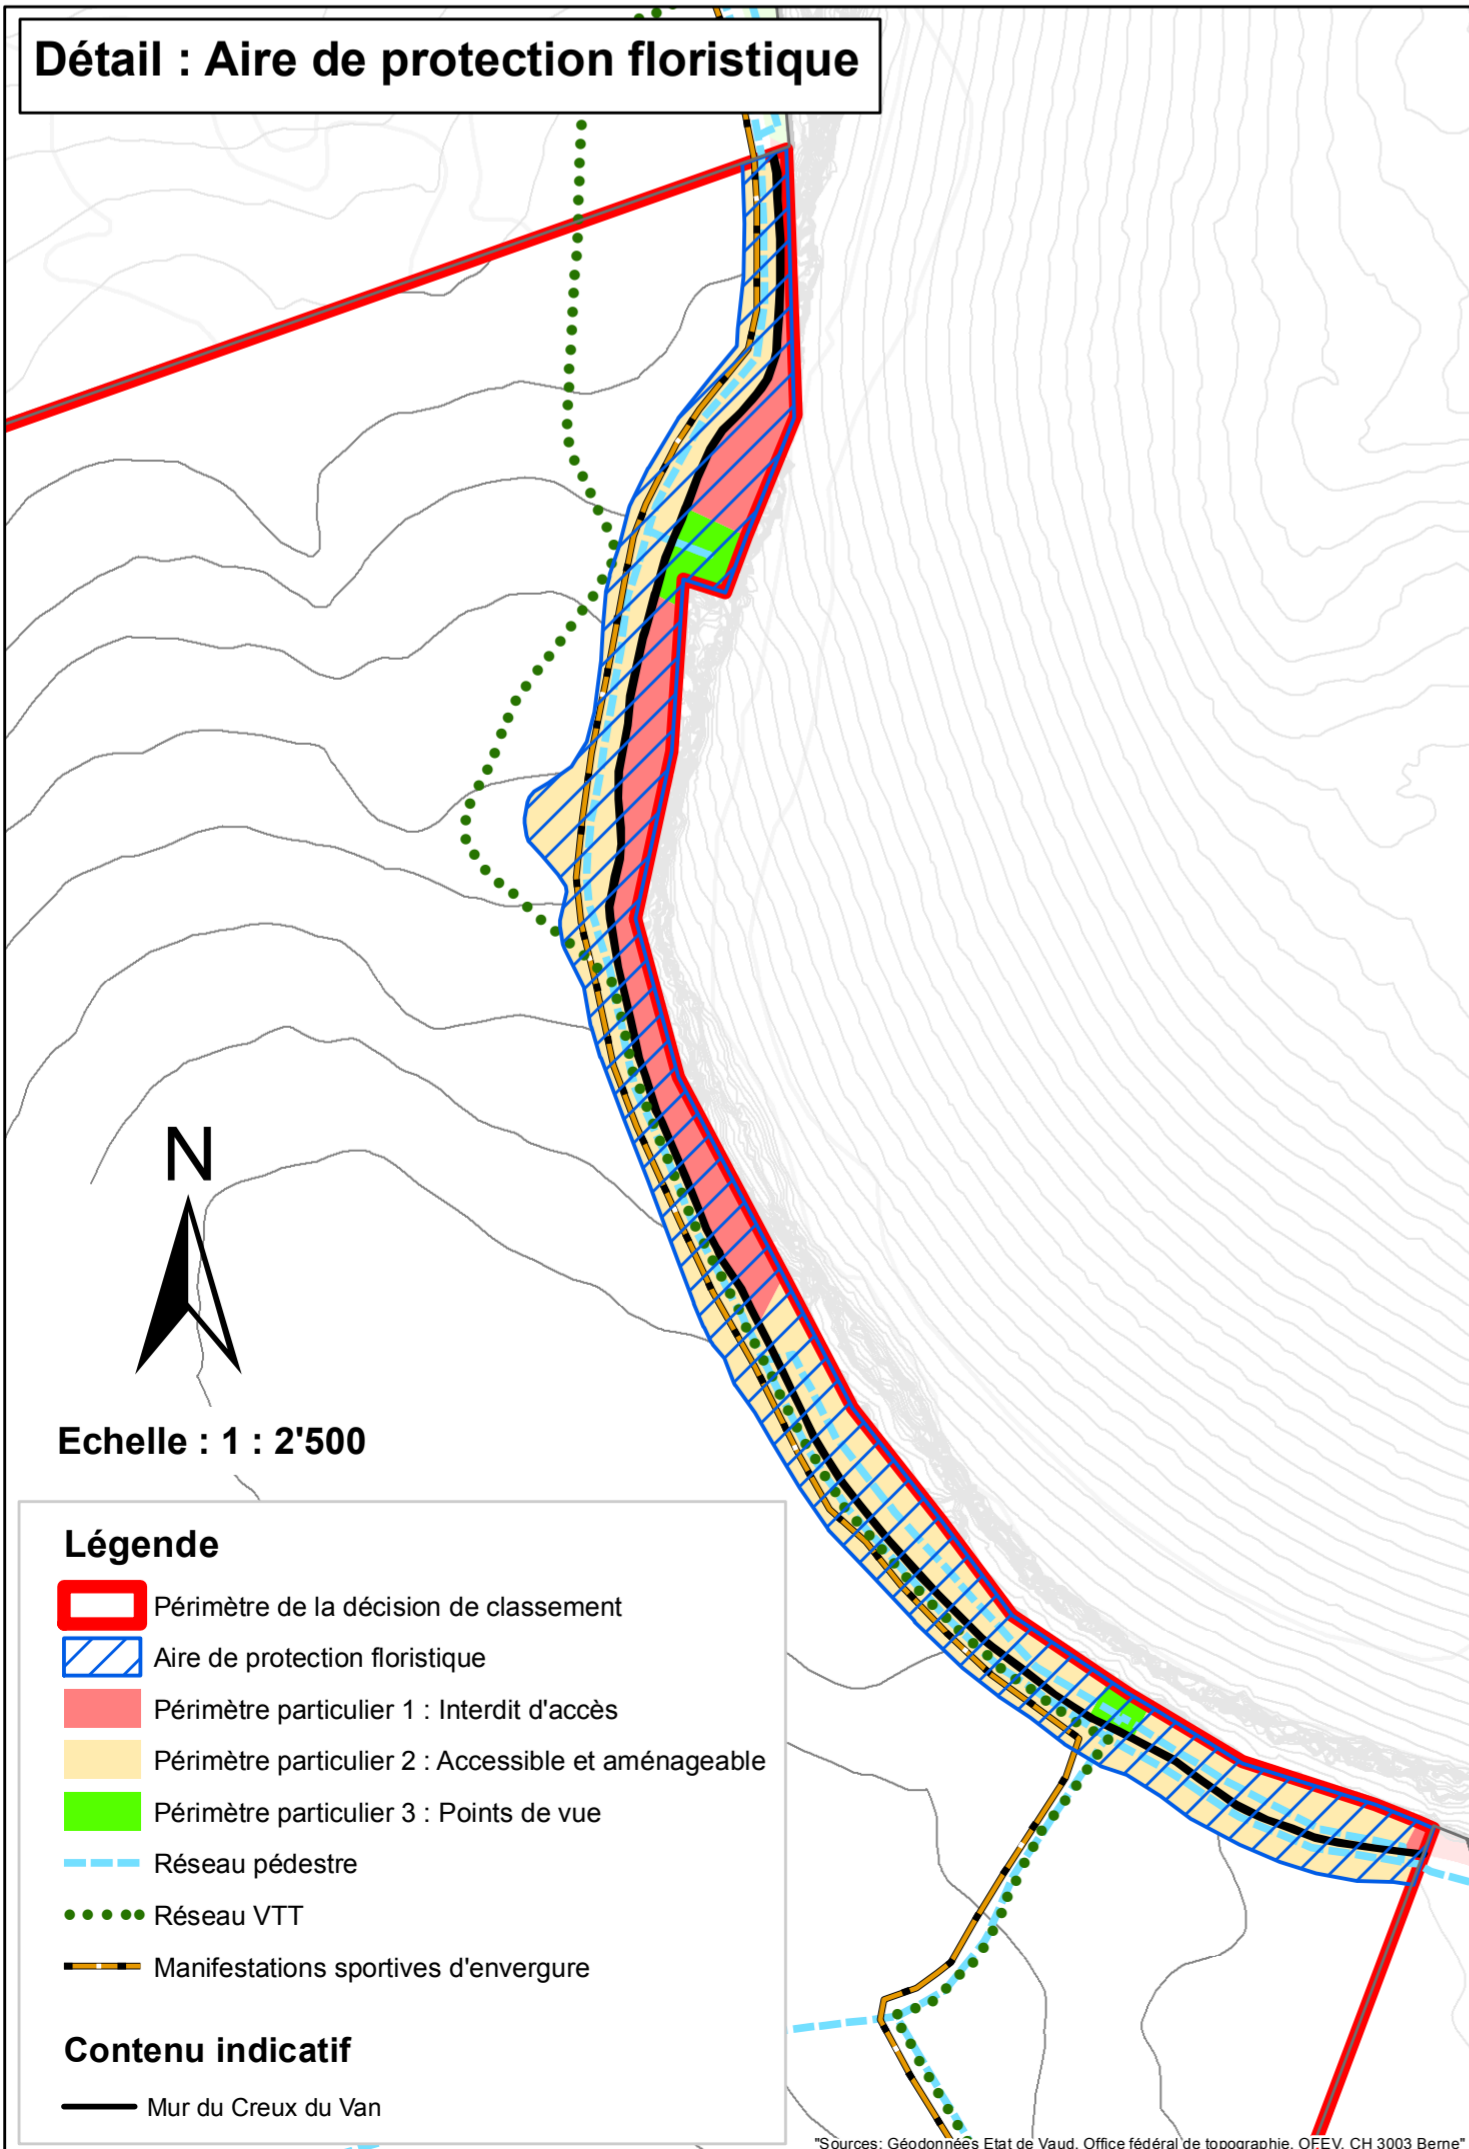 Détail : Aire de protection floristique
N
Echelle : 1 : 2'500
Légende
Périmètre de la décision de classement
Aire de protection floristique
Périmètre particulier 1 : Interdit d'accès
Périmètre particulier 2 : Accessible et aménageable
Périmètre particulier 3 : Points de vue
Réseau pédestre
Réseau VTT
Manifestations sportives d'envergure
Contenu indicatif
Mur du Creux du Van
"Sources: Géodonnées Etat de Vaud, Office fédéral de topographie, OFEV, CH 3003 Berne"